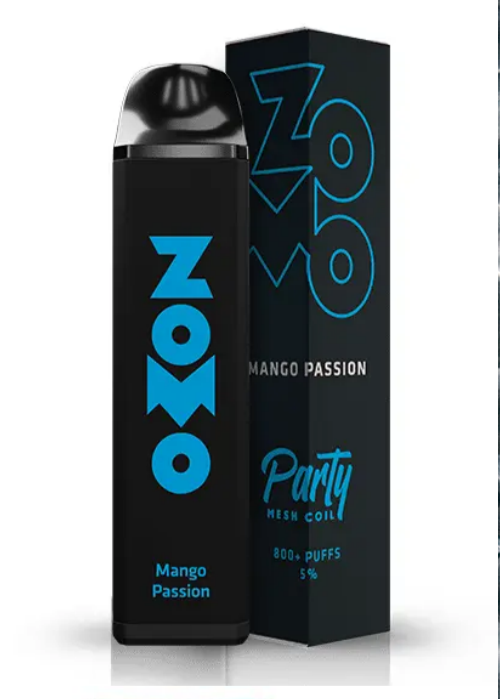 ZOMO
Mango
Passion
ZOMO
MANGO PASSION
Party
MESH COIL
800+ PUFFS
5%